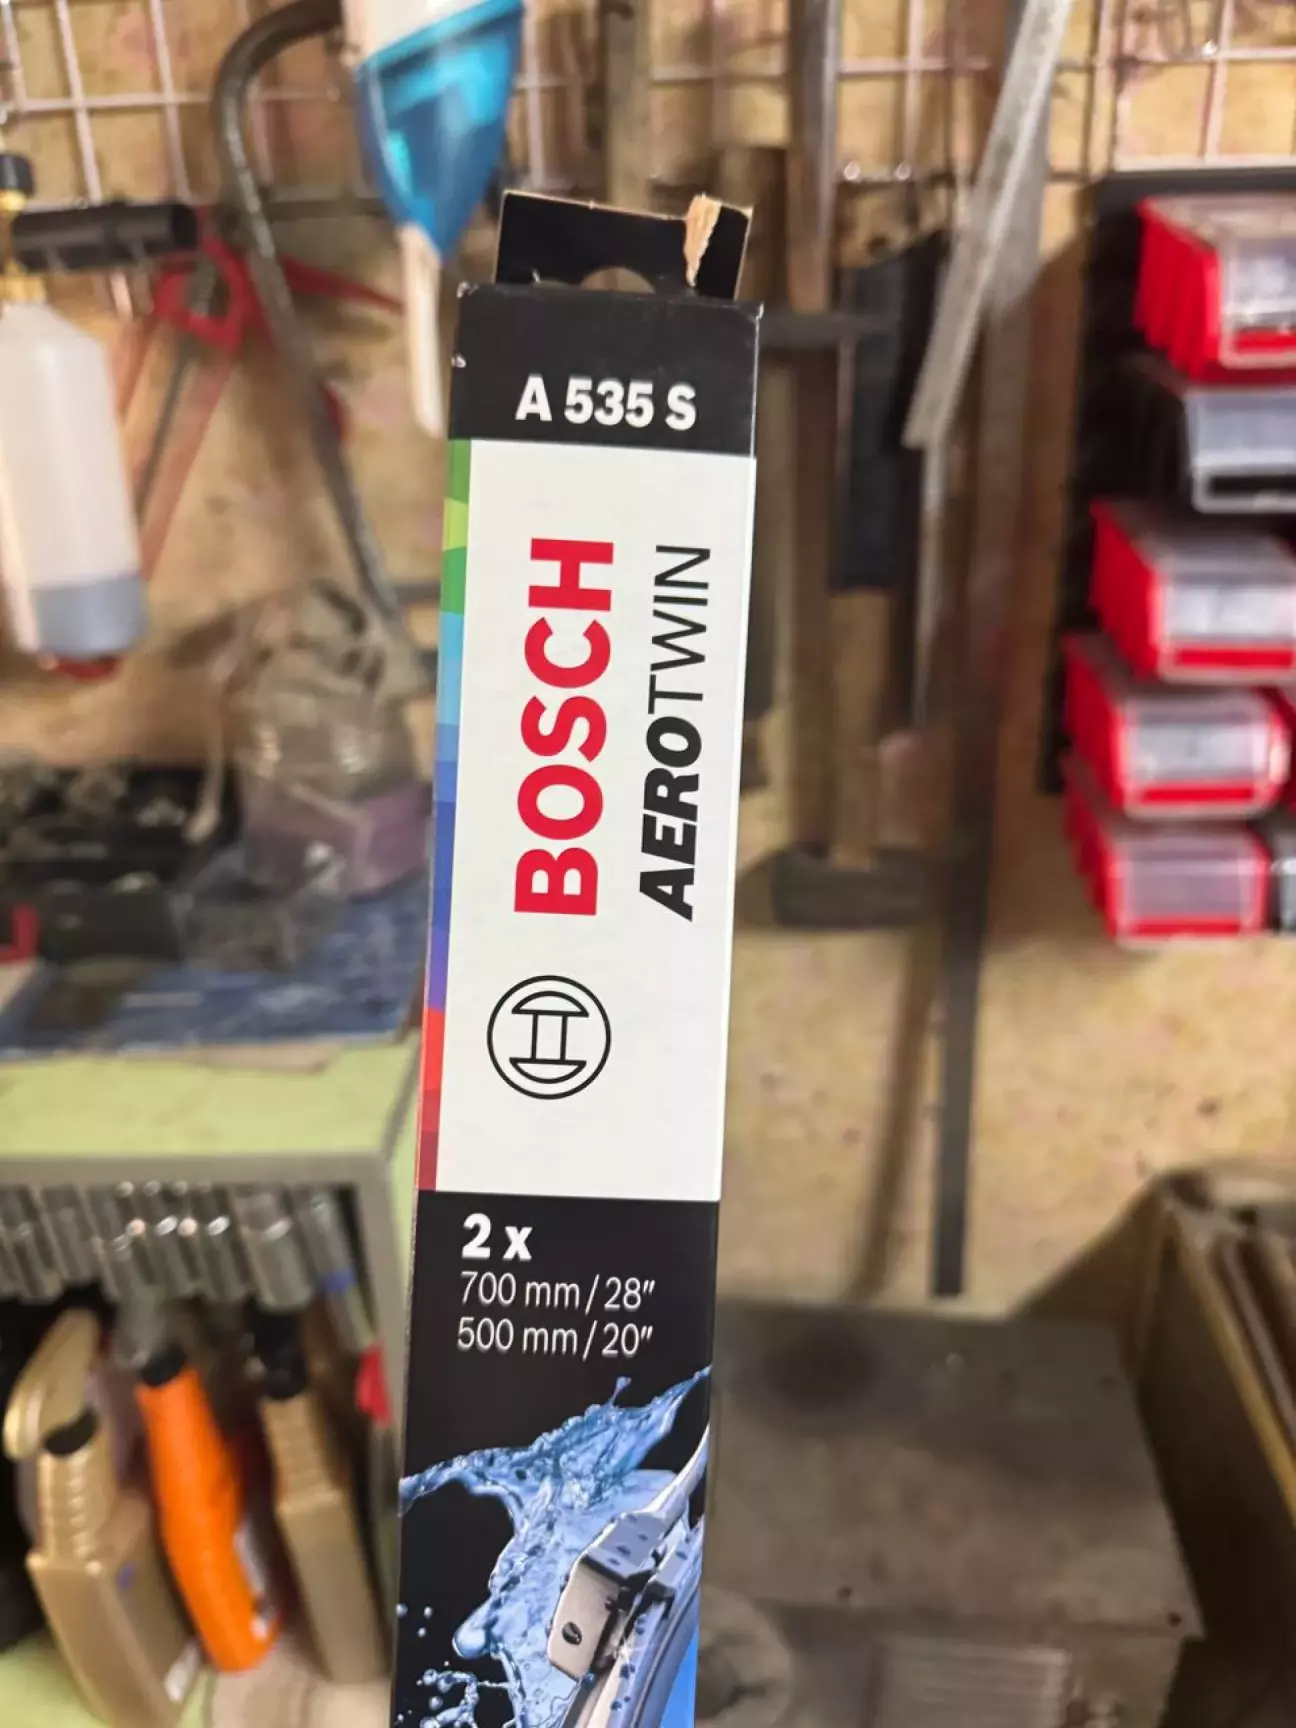 A 535 S
BOSCH
AEROTWIN
2 x
700 mm / 28"
500 mm / 20"